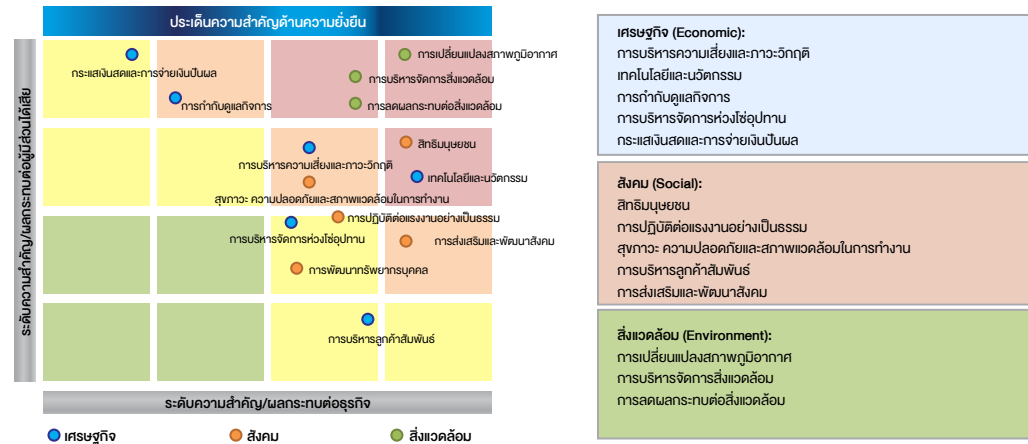 ประเด็นความสำคัญด้านความยั่งยืน
ระดับความสำคัญ/ผลกระทบต่อผู้มีส่วนได้เสีย
การเปลี่ยนแปลงสภาพภูมิอากาศ
กระแสเงินสดและการจ่ายเงินปันผล
การบริหารจัดการสิ่งแวดล้อม
การกำกับดูแลกิจการ
การลดผลกระทบต่อสิ่งแวดล้อม
สิทธิมนุษยชน
การบริหารความเสี่ยงและภาวะวิกฤติ
เทคโนโลยีและนวัตกรรม
สุขภาวะ ความปลอดภัยและสภาพแวดล้อมในการทำงาน
การปฏิบัติต่อแรงงานอย่างเป็นธรรม
การบริหารจัดการห่วงโซ่อุปทาน
การส่งเสริมและพัฒนาสังคม
การพัฒนาทรัพยากรบุคคล
การบริหารลูกค้าสัมพันธ์
ระดับความสำคัญ/ผลกระทบต่อธุรกิจ
เศรษฐกิจ
สังคม
สิ่งแวดล้อม
เศรษฐกิจ (Economic):
การบริหารความเสี่ยงและภาวะวิกฤติ
เทคโนโลยีและนวัตกรรม
การกำกับดูแลกิจการ
การบริหารจัดการห่วงโซ่อุปทาน
กระแสเงินสดและการจ่ายเงินปันผล
สังคม (Social):
สิทธิมนุษยชน
การปฏิบัติต่อแรงงานอย่างเป็นธรรม
สุขภาวะ ความปลอดภัยและสภาพแวดล้อมในการทำงาน
การบริหารลูกค้าสัมพันธ์
การส่งเสริมและพัฒนาสังคม
สิ่งแวดล้อม (Environment):
การเปลี่ยนแปลงสภาพภูมิอากาศ
การบริหารจัดการสิ่งแวดล้อม
การลดผลกระทบต่อสิ่งแวดล้อม